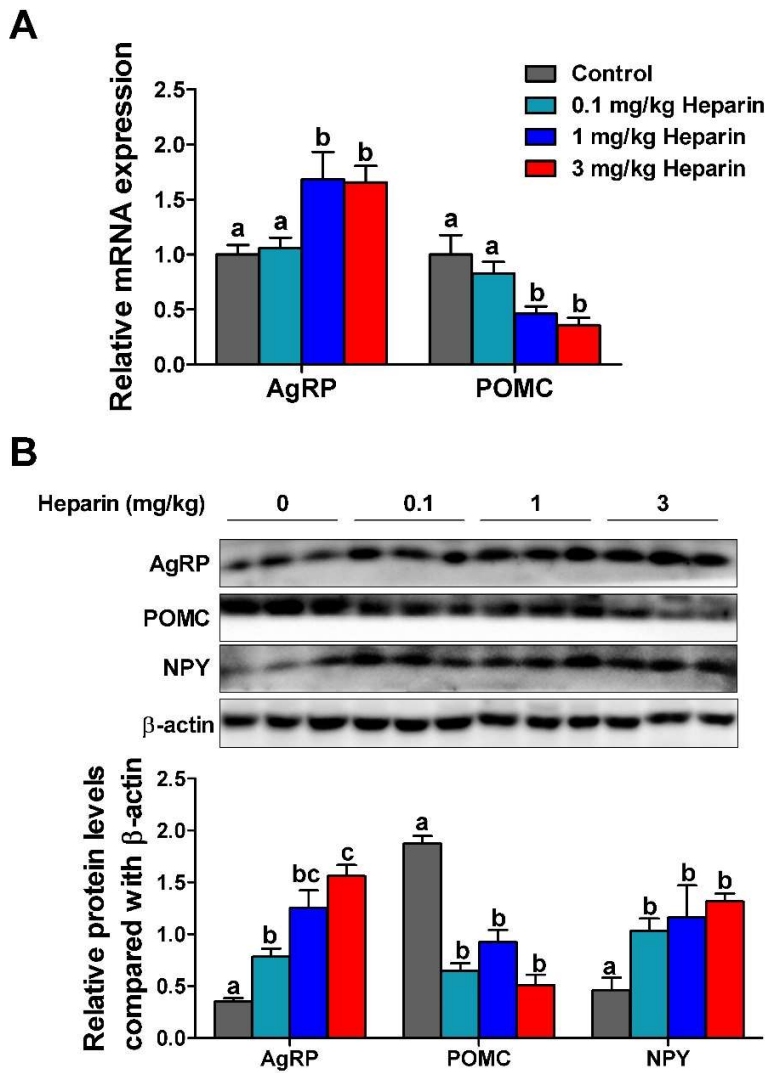 A
Relative mRNA expression
2.5
2.0
1.5
1.0
0.5
0.0
a a b b
a a b b
AgRP POMC
Control
0.1 mg/kg Heparin
1 mg/kg Heparin
3 mg/kg Heparin
B
Heparin (mg/kg) 0 0.1 1 3
AgRP
POMC
NPY
β-actin
Relative protein levels
compared with β-actin
2.5
2.0
1.5
1.0
0.5
0.0
a b bc c
a b b b
a b b b
AgRP POMC NPY